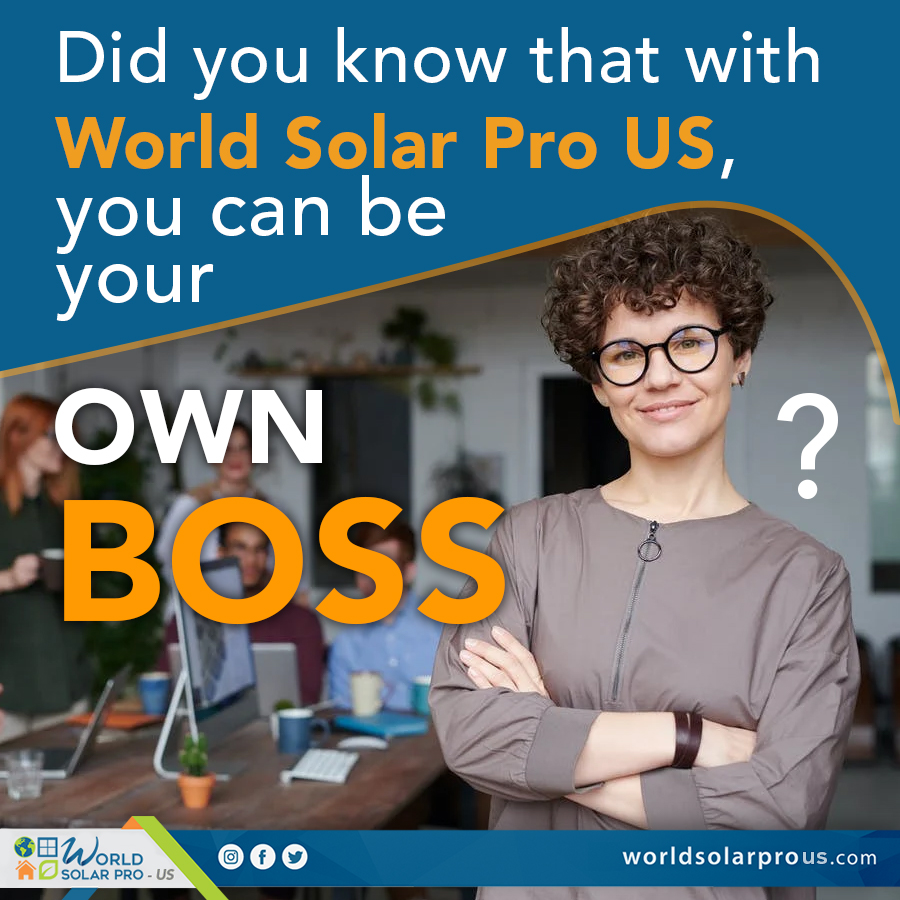 Did you know that with
World Solar Pro US,
you can be
your
OWN
BOSS
?
WORLD
SOLAR PRO - US
worldsolarprous.com